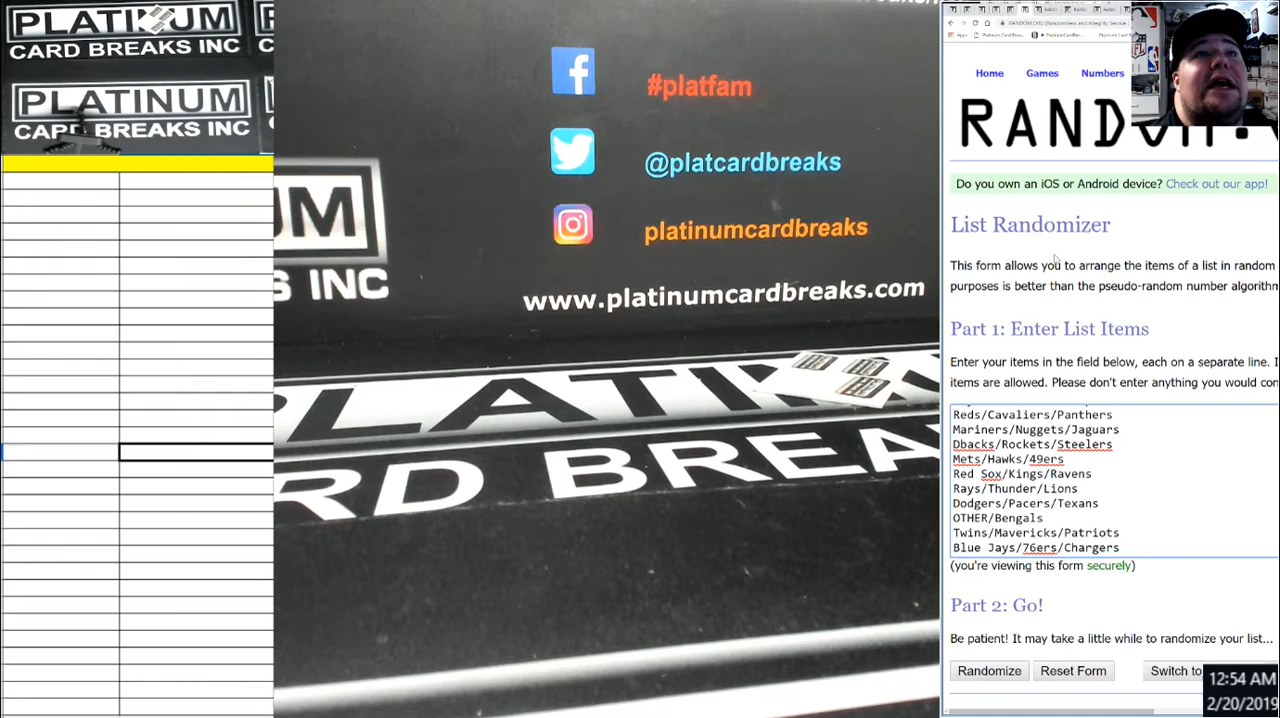 PLATINUM
CARD BREAKS INC
PLATINUM
CARD BREAKS INC
#platfam
@platcardbreaks
platinumcardbreaks
www.platinumcardbreaks.com
UM
S INC
PLATIN
RD BREA
Home Games Numbers
RANDOM.
Do you own an iOS or Android device? Check out our app!
List Randomizer
This form allows you to arrange the items of a list in random
purposes is better than the pseudo-random number algorithm
Part 1: Enter List Items
Enter your items in the field below, each on a separate line.
items are allowed. Please don't enter anything you would
Reds/Cavaliers/Panthers
Mariners/Nuggets/Jaguars
Dbacks/Rockets/Steelers
Mets/Hawks/49ers
Red Sox/Kings/Ravens
Rays/Thunder/Lions
Dodgers/Pacers/Texans
OTHER/Bengals
Twins/Mavericks/Patriots
Blue Jays/76ers/Chargers
(you're viewing this form securely)
Part 2: Go!
Be patient! It may take a little while to randomize your list...
Randomize Reset Form Switch to
12:54 AM
2/20/2019